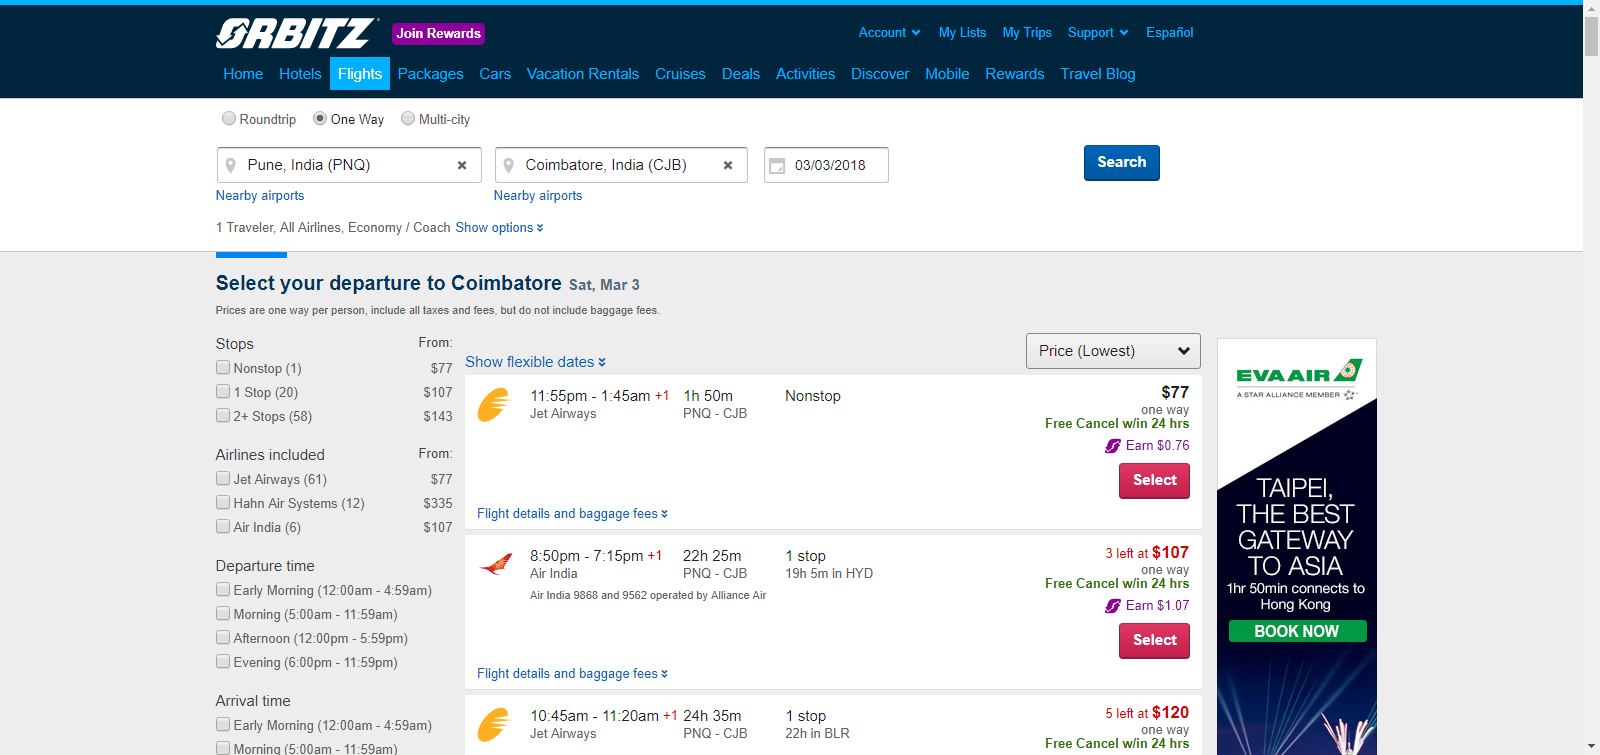 ORBITZ Join Rewards
Account My Lists My Trips Support Español
Home Hotels Flights Packages Cars Vacation Rentals Cruises Deals Activities Discover Mobile Rewards Travel Blog
Roundtrip One Way Multi-city
Pune, India (PNQ) Coimbatore, India (CJB) 03/03/2018 Search
Nearby airports Nearby airports
1 Traveler, All Airlines, Economy / Coach Show options
Select your departure to Coimbatore Sat, Mar 3
Prices are one way per person, include all taxes and fees, but do not include baggage fees.
Stops From:
Nonstop (1) $77
1 Stop (20) $107
2+ Stops (58) $143
Airlines included From:
Jet Airways (61) $77
Hahn Air Systems (12) $335
Air India (6) $107
Departure time
Early Morning (12:00am - 4:59am)
Morning (5:00am - 11:59am)
Afternoon (12:00pm - 5:59pm)
Evening (6:00pm - 11:59pm)
Arrival time
Early Morning (12:00am - 4:59am)
Morning (5:00am - 11:59am)
Show flexible dates Price (Lowest)
11:55pm - 1:45am +1 1h 50m Nonstop $77
Jet Airways PNQ - CJB one way
Free Cancel w/in 24 hrs
Earn $0.76
Select
Flight details and baggage fees
8:50pm - 7:15pm +1 22h 25m 1 stop 3 left at $107
Air India PNQ - CJB 19h 5m in HYD one way
Free Cancel w/in 24 hrs
Air India 9868 and 9562 operated by Alliance Air
Earn $1.07
Select
Flight details and baggage fees
10:45am - 11:20am +1 24h 35m 1 stop 5 left at $120
Jet Airways PNQ - CJB 22h in BLR one way
Free Cancel w/in 24 hrs
EVA AIR
A STAR ALLIANCE MEMBER
TAIPEI,
THE BEST
GATEWAY
TO ASIA
1hr 50min connects to
Hong Kong
BOOK NOW